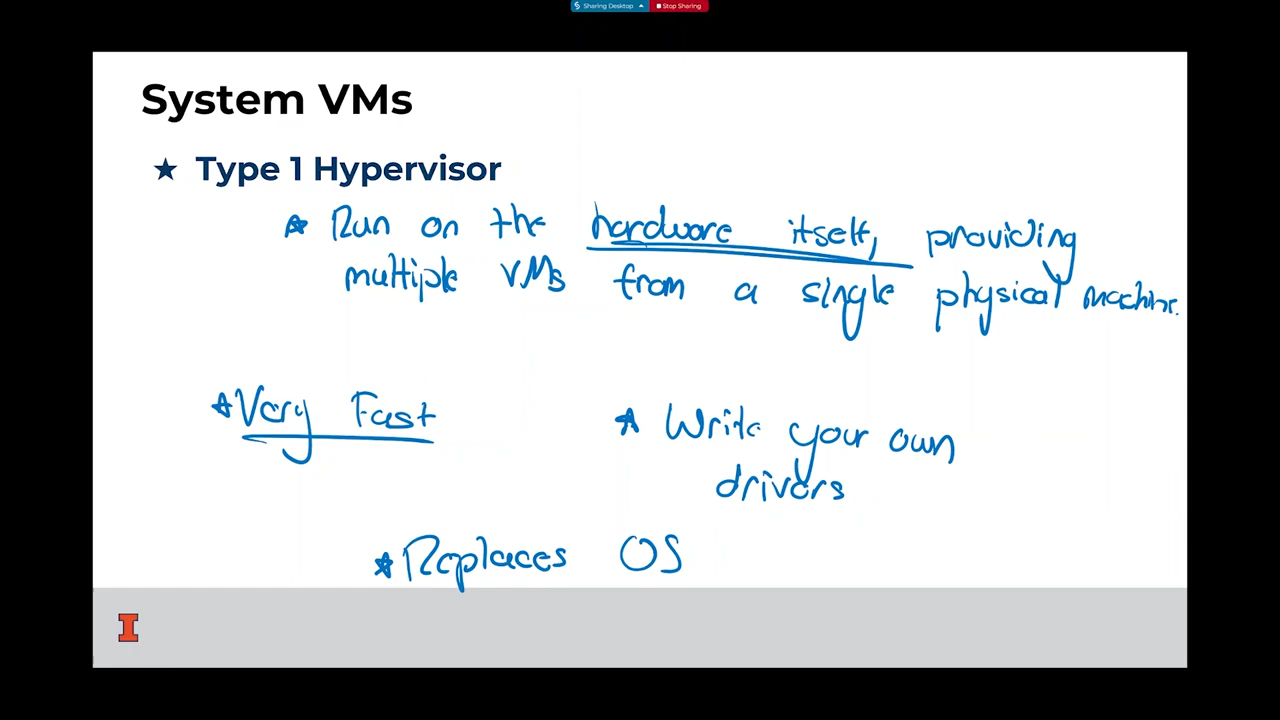 Sharing Desktop
Stop Sharing
System VMs
★ Type 1 Hypervisor
★ Run on the hardware itself, providing
multiple VMs from a single physical machine.
★ Very Fast
★ Write your own
drivers
★ Replaces OS
I